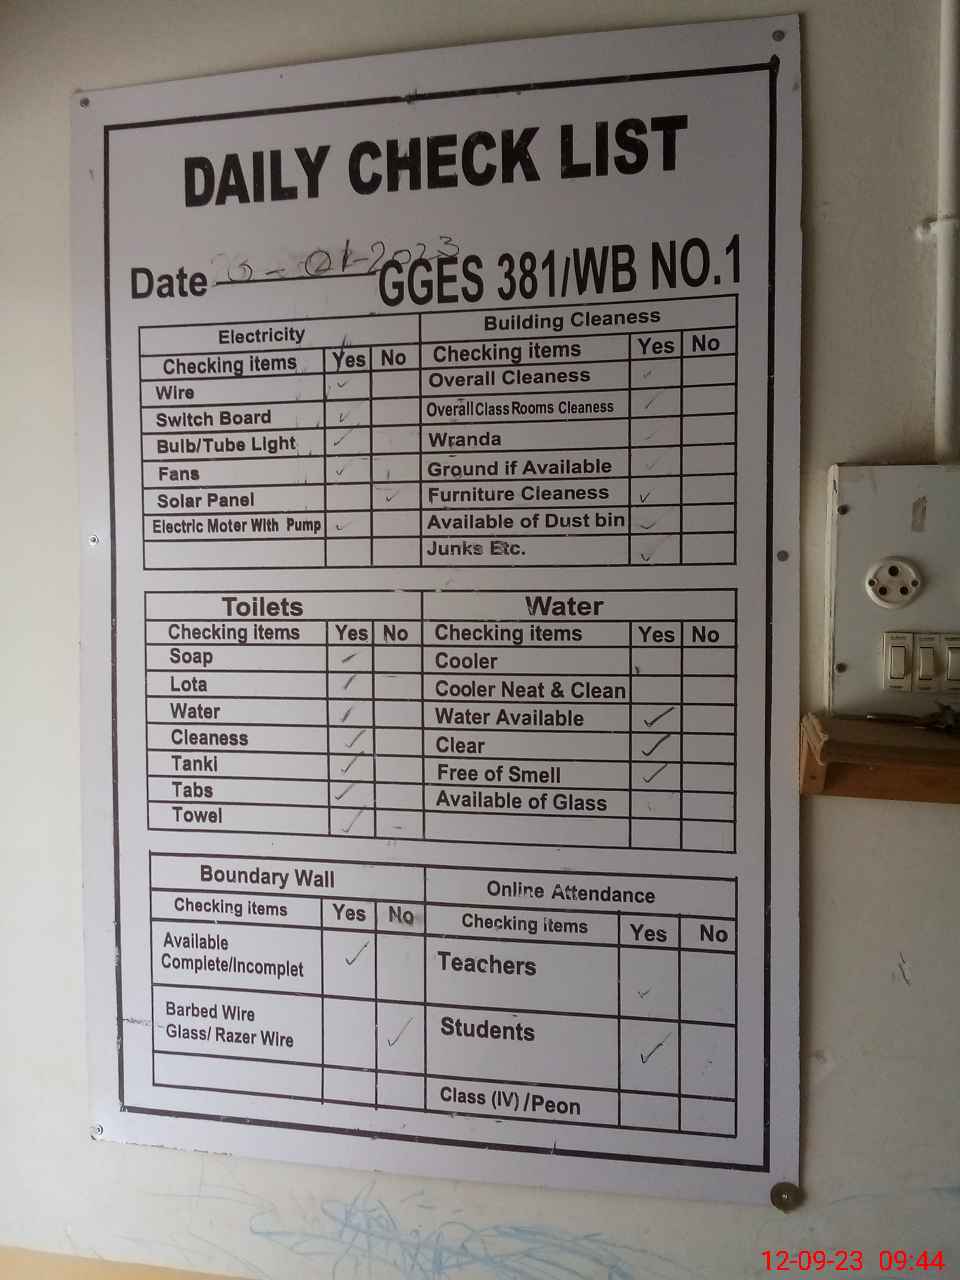 DAILY CHECK LIST
Date 01-2023 GGES 381/WB NO.1
Electricity
Checking items Yes No
Wire ✓
Switch Board ✓
Bulb/Tube Light ✓
Fans ✓
Solar Panel ✓
Electric Moter With Pump ✓
Building Cleaness
Checking items Yes No
Overall Cleaness ✓
Overall Class Rooms Cleaness ✓
Wranda ✓
Ground if Available ✓
Furniture Cleaness ✓
Available of Dust bin ✓
Junks Etc. ✓
Toilets
Checking items Yes No
Soap ✓
Lota ✓
Water ✓
Cleaness ✓
Tanki ✓
Tabs ✓
Towel ✓
Water
Checking items Yes No
Cooler
Cooler Neat & Clean
Water Available ✓
Clear ✓
Free of Smell ✓
Available of Glass
Boundary Wall
Checking items Yes No
Available
Complete/Incomplet ✓
Barbed Wire
Glass/ Razer Wire ✓
Online Attendance
Checking items Yes No
Teachers ✓
Students ✓
Class (IV) /Peon
12-09-23 09:44